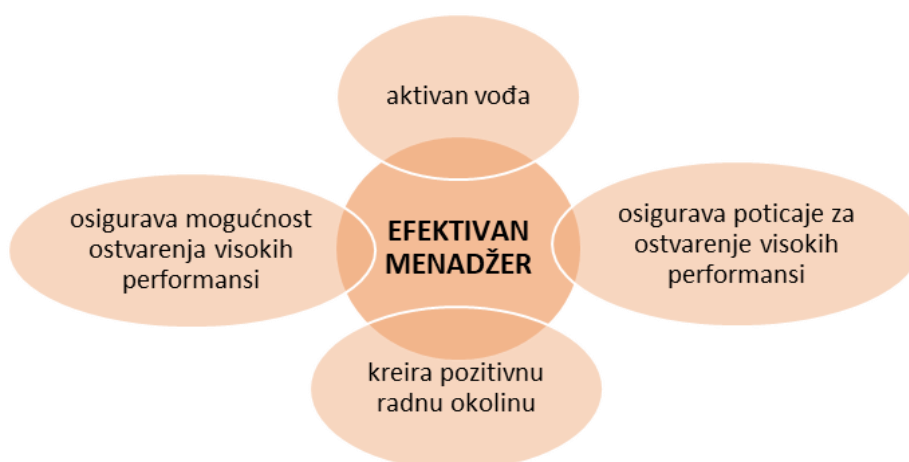 aktivan vođa
osigurava mogućnost
ostvarenja visokih
performansi
EFEKTIVAN
MENADŽER
osigurava poticaje za
ostvarenje visokih
performansi
kreira pozitivnu
radnu okolinu